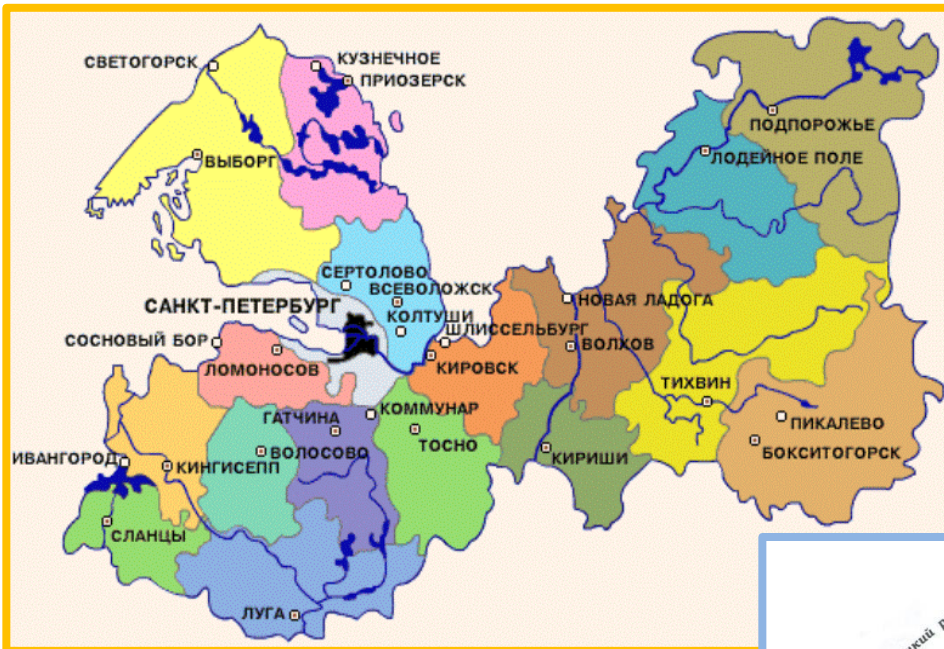 СВЕТОГОРСК
КУЗНЕЧНОЕ
ПРИОЗЕРСК
ПОДПОРОЖЬЕ
ВЫБОРГ
ЛОДЕЙНОЕ ПОЛЕ
СЕРТОЛОВО
ВСЕВОЛОЖСК
САНКТ-ПЕТЕРБУРГ
НОВАЯ ЛАДОГА
КОЛТУШИ
ШЛИССЕЛЬБУРГ
СОСНОВЫЙ БОР
ВОЛХОВ
ЛОМОНОСОВ
КИРОВСК
ТИХВИН
КОММУНАР
ГАТЧИНА
ПИКАЛЕВО
ТОСНО
ВОЛОСОВО
БОКСИТОГОРСК
ИВАНГОРОД
КИНГИСЕПП
КИРИШИ
СЛАНЦЫ
ЛУГА